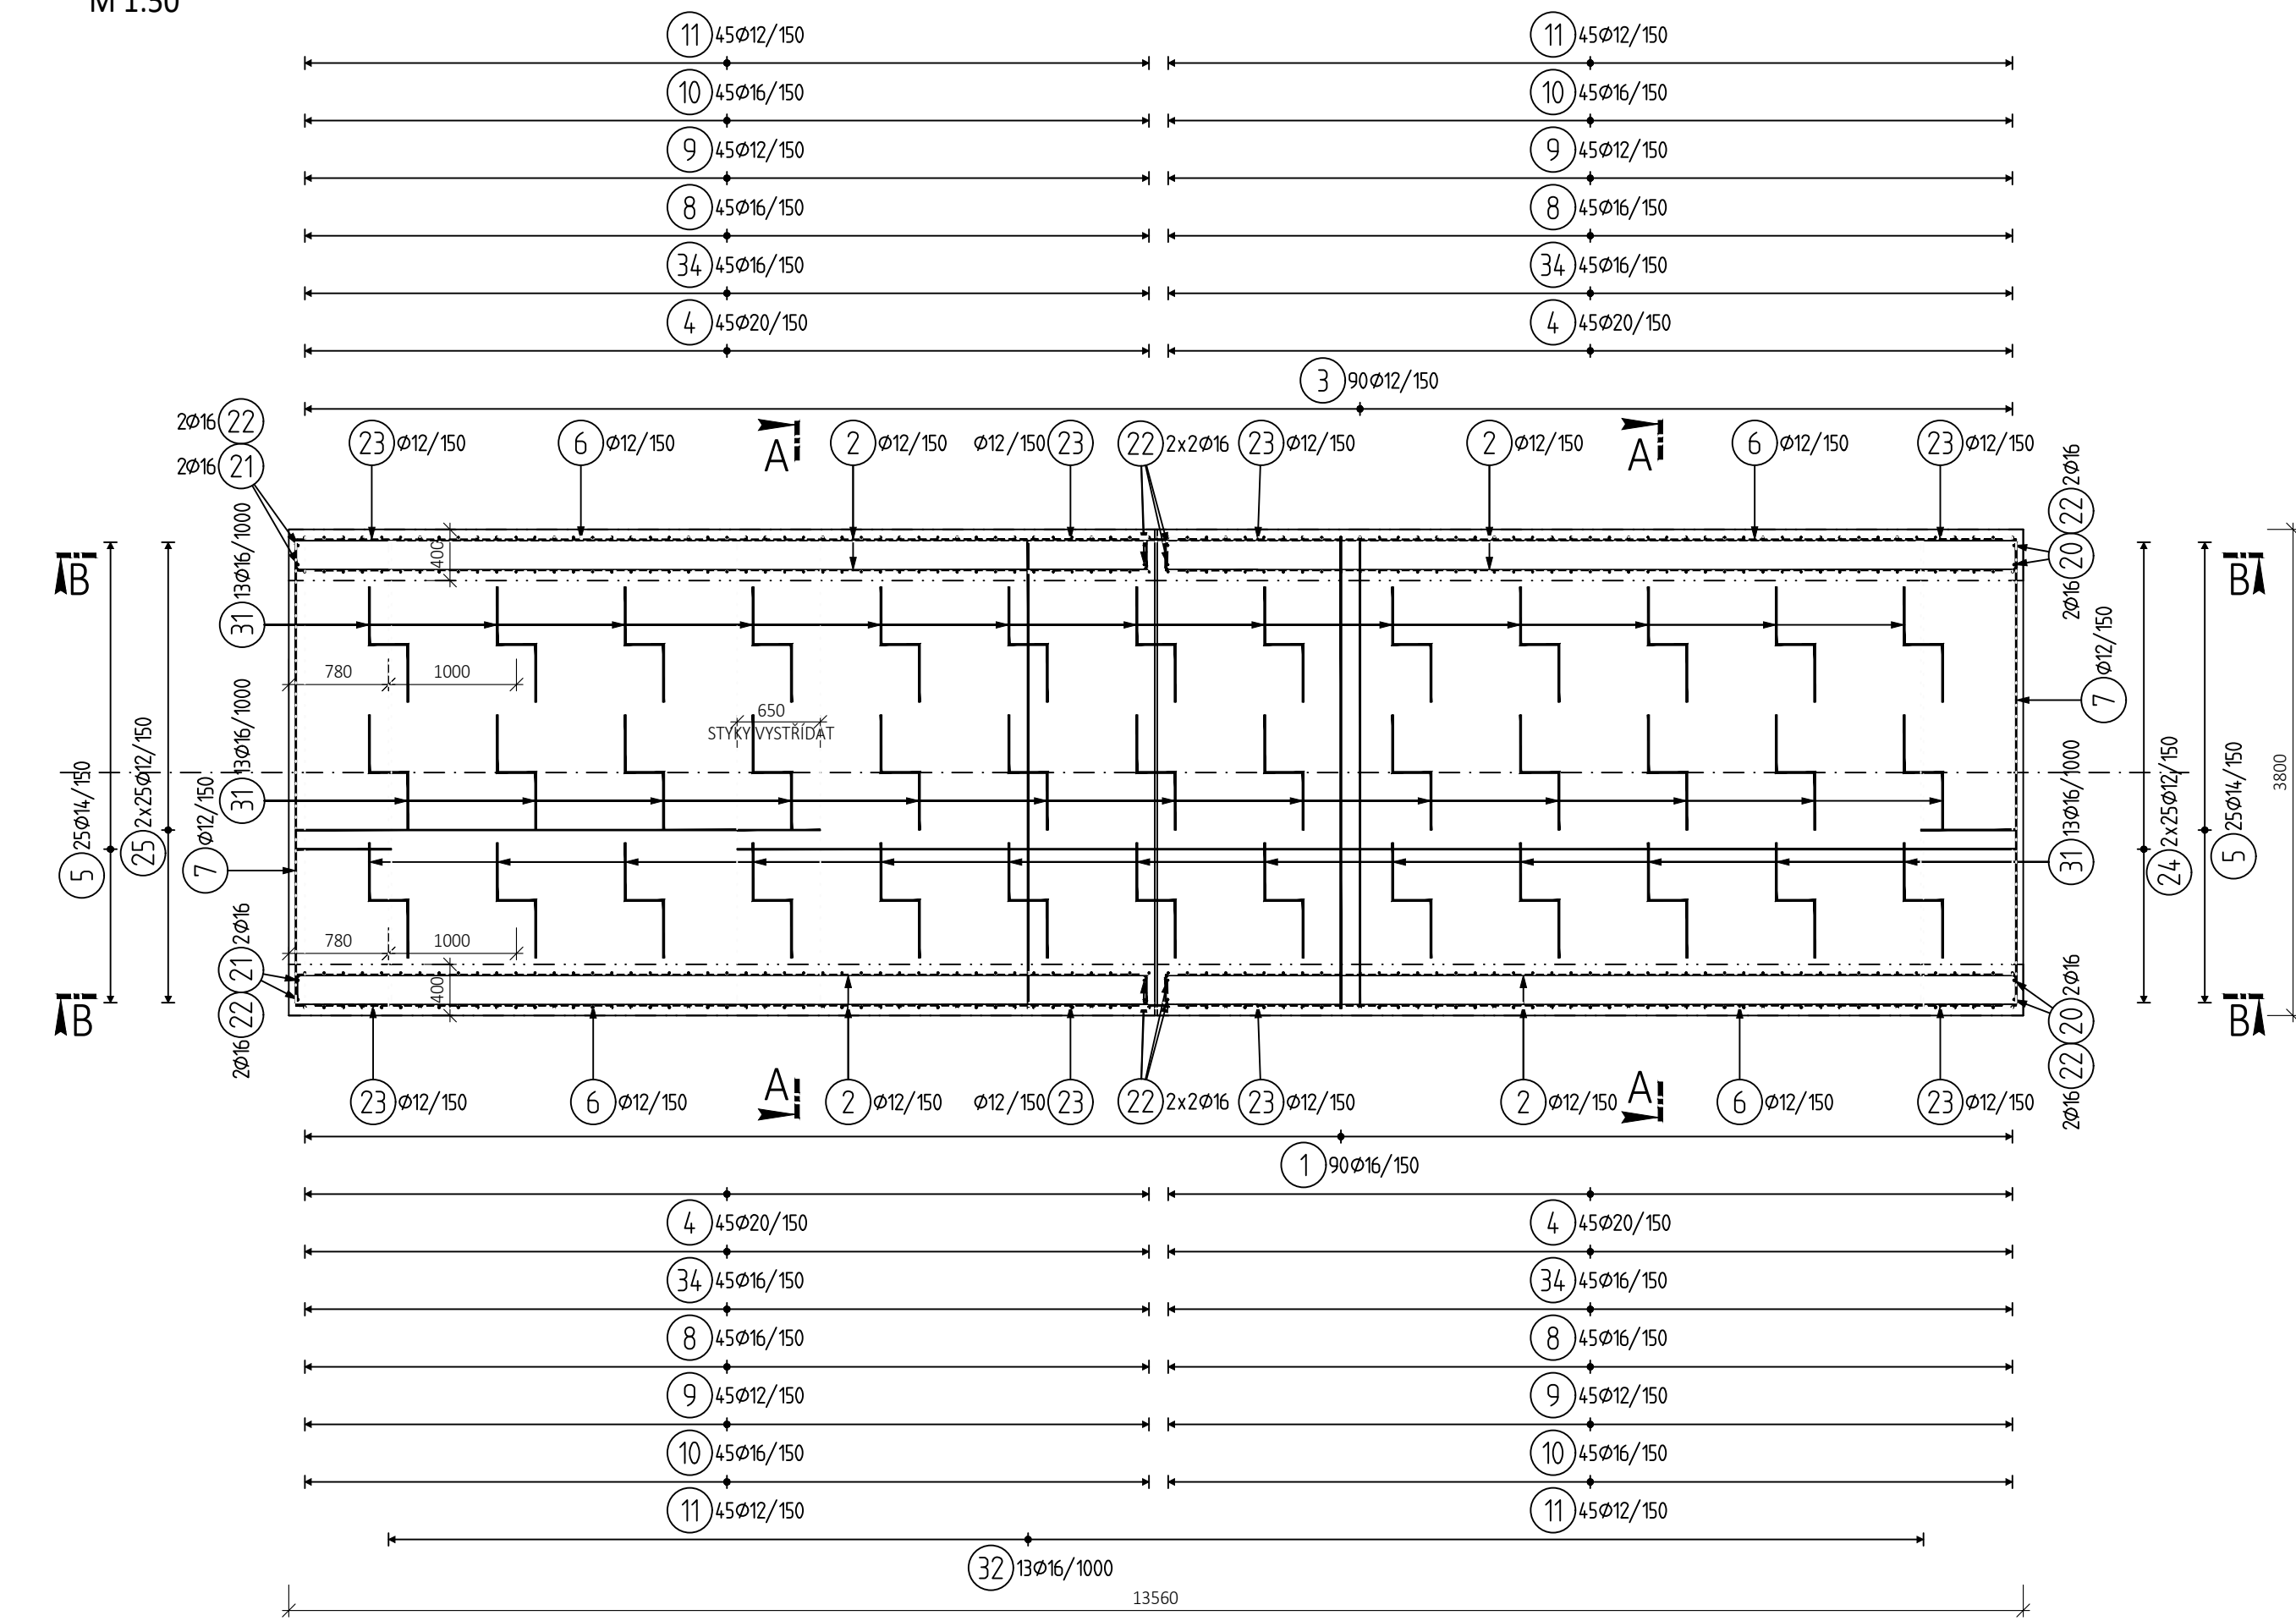 M 1:50
11 45Ø12/150 11 45Ø12/150
10 45Ø16/150 10 45Ø16/150
9 45Ø12/150 9 45Ø12/150
8 45Ø16/150 8 45Ø16/150
34 45Ø16/150 34 45Ø16/150
4 45Ø20/150 4 45Ø20/150
3 90Ø12/150
2Ø16 22
2Ø16 21
23 Ø12/150 6 Ø12/150 A 2 Ø12/150 Ø12/150 23 22 2x2Ø16 23 Ø12/150 2 Ø12/150 A 6 Ø12/150 23 Ø12/150
22 2Ø16
2Ø16 20
B B
400
31 13Ø16/1000
7 Ø12/150
780 1000
650
STYKY VYSTŘÍDAT
31 13Ø16/1000
5 25Ø14/150
25 2x25Ø12/150
7 Ø12/150
31 13Ø16/1000
24 2x25Ø12/150
5 25Ø14/150
3800
780 1000
400
21 2Ø16
2Ø16 22
20 2Ø16
2Ø16 22
B B
23 Ø12/150 6 Ø12/150 A 2 Ø12/150 Ø12/150 23 22 2x2Ø16 23 Ø12/150 2 Ø12/150 A 6 Ø12/150 23 Ø12/150
1 90Ø16/150
4 45Ø20/150 4 45Ø20/150
34 45Ø16/150 34 45Ø16/150
8 45Ø16/150 8 45Ø16/150
9 45Ø12/150 9 45Ø12/150
10 45Ø16/150 10 45Ø16/150
11 45Ø12/150 11 45Ø12/150
32 13Ø16/1000
13560